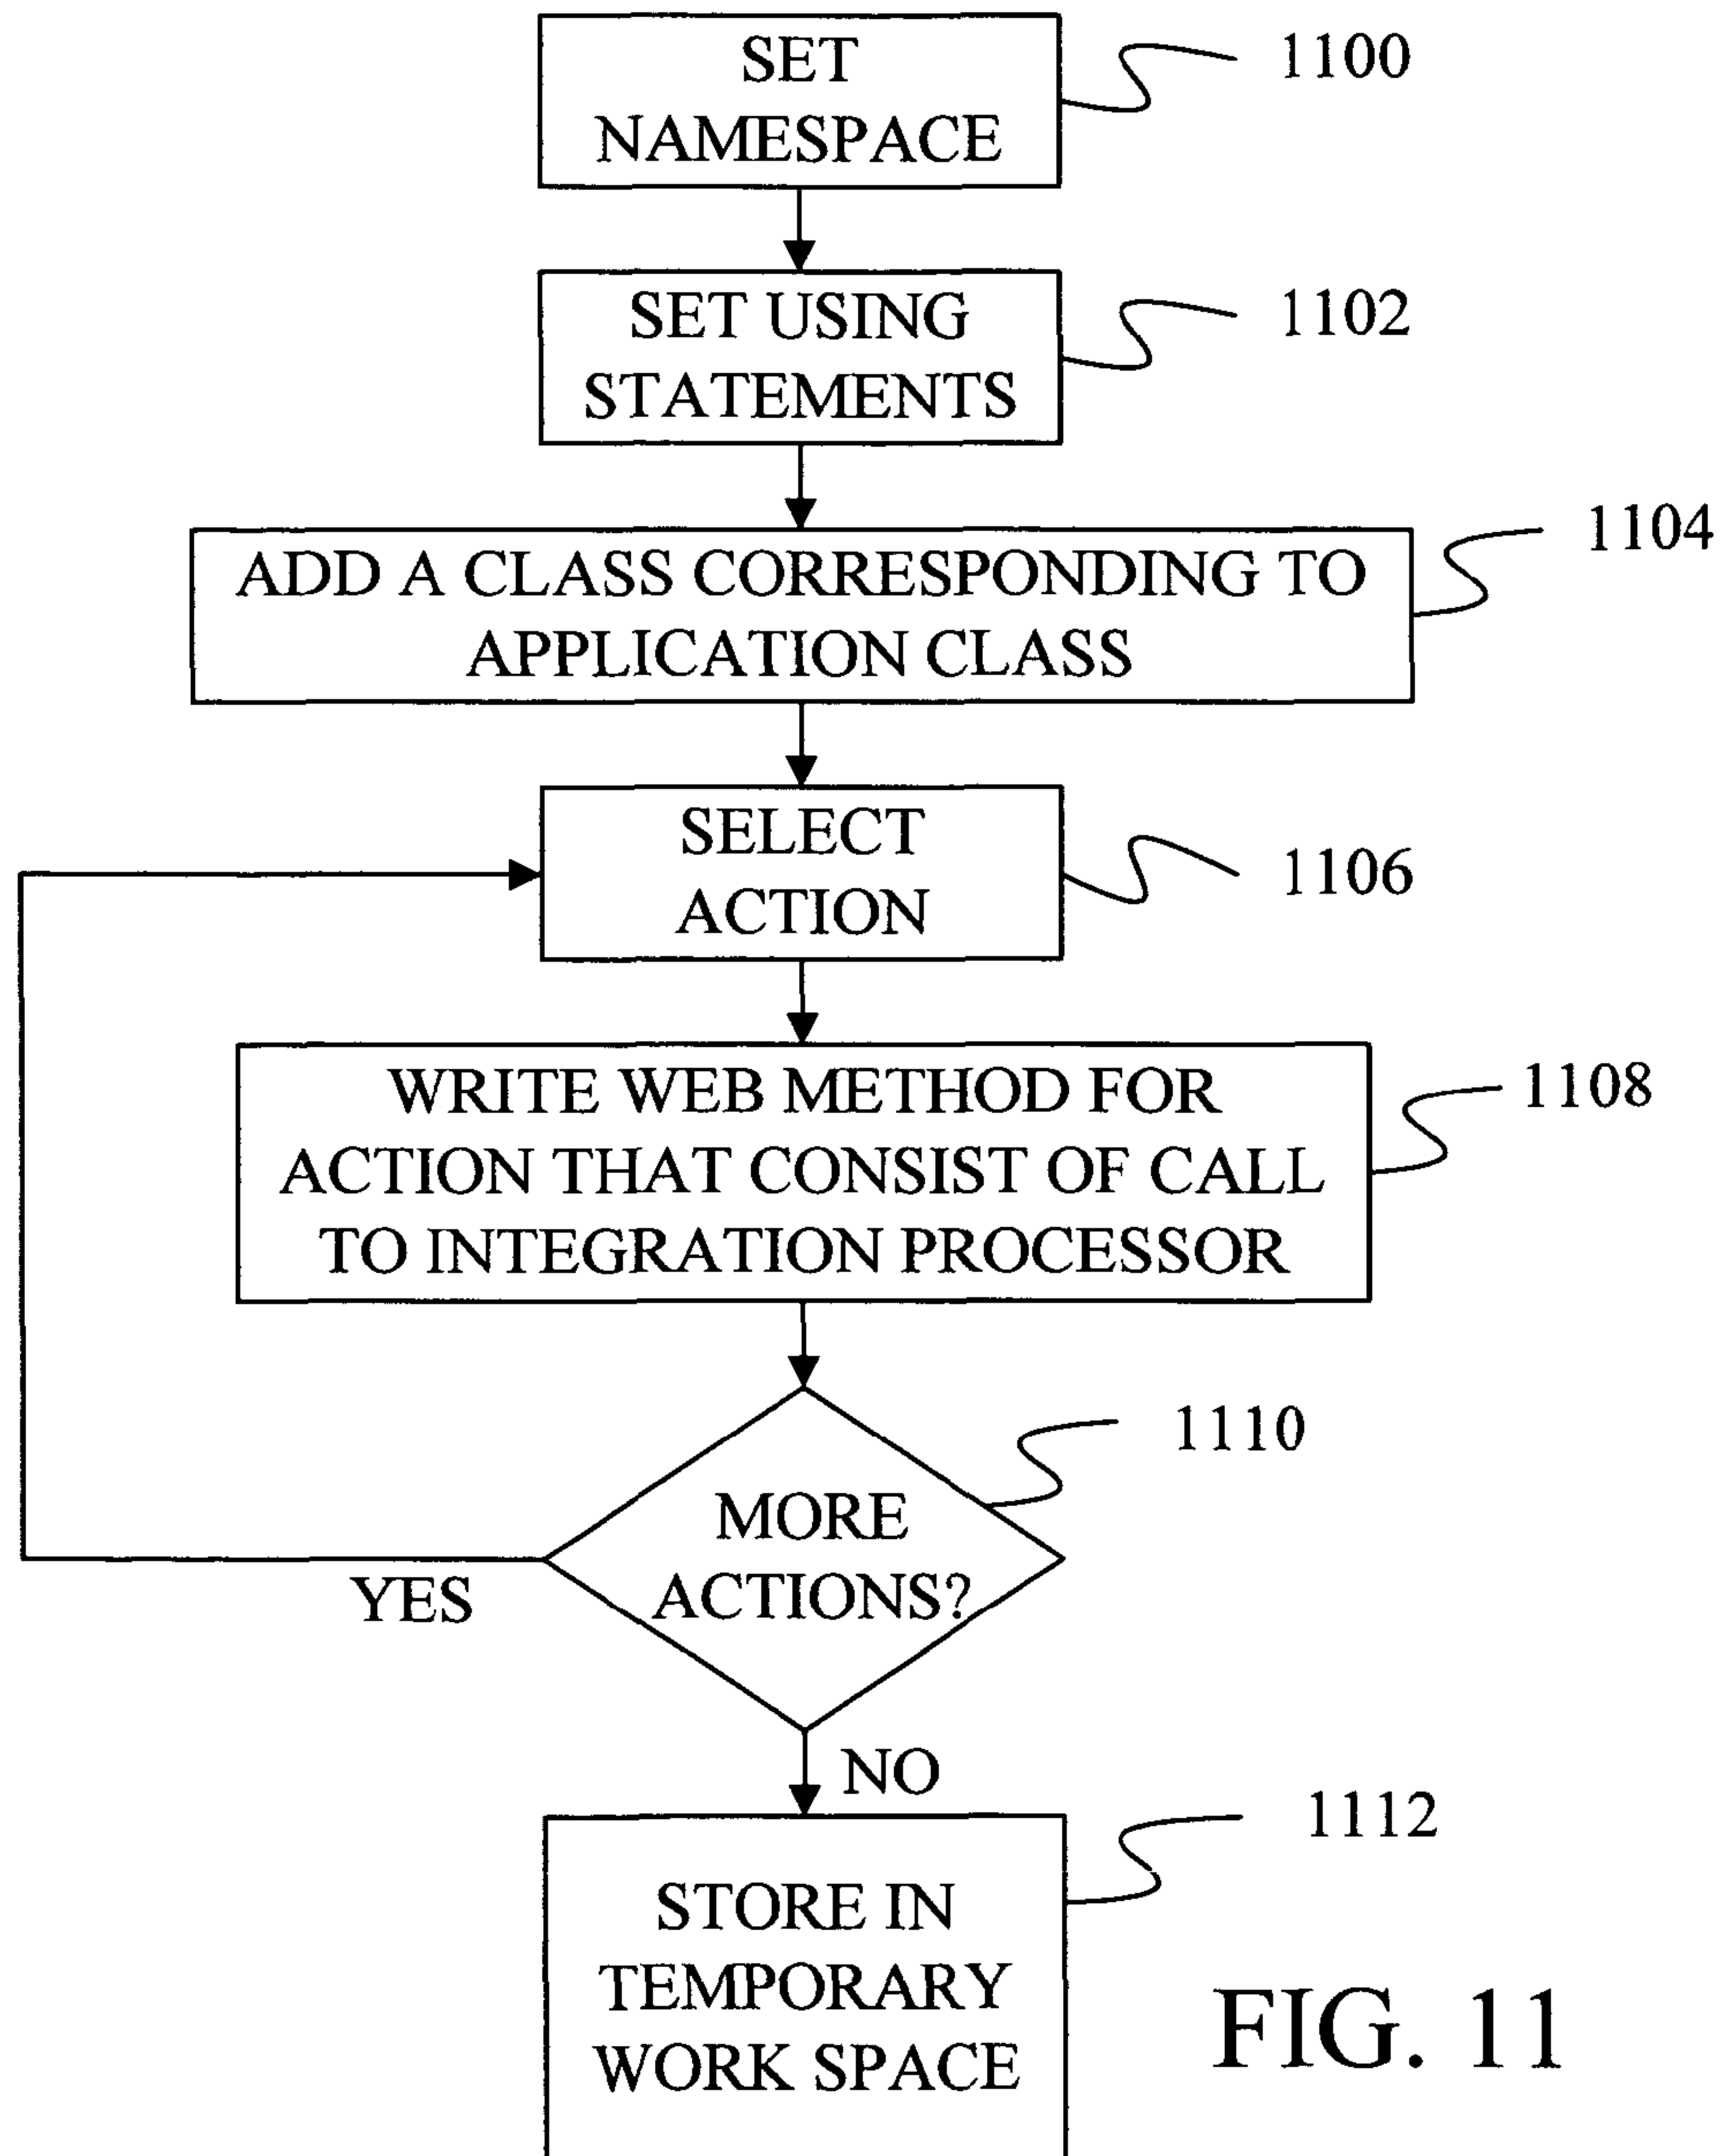 SET
NAMESPACE
1100
SET USING
STATEMENTS
1102
ADD A CLASS CORRESPONDING TO
APPLICATION CLASS
1104
SELECT
ACTION
1106
WRITE WEB METHOD FOR
ACTION THAT CONSIST OF CALL
TO INTEGRATION PROCESSOR
1108
MORE
ACTIONS?
1110
YES
NO
STORE IN
TEMPORARY
WORK SPACE
1112
FIG. 11